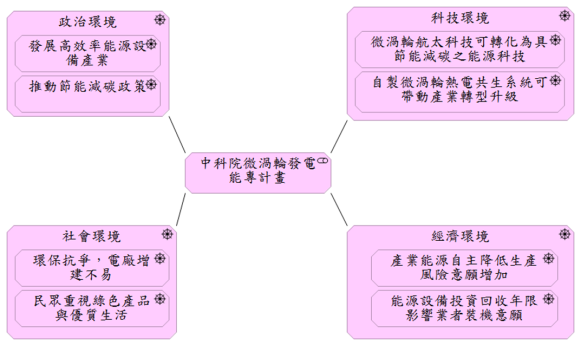 政治環境
發展高效率能源設
備產業
推動節能減碳政策
科技環境
微渦輪航太科技可轉化為具
節能減碳之能源科技
自製微渦輪熱電共生系統可
帶動產業轉型升級
中科院微渦輪發電
能專計畫
社會環境
環保抗爭，電廠增
建不易
民眾重視綠色產品
與優質生活
經濟環境
產業能源自主降低生產
風險意願增加
能源設備投資回收年限
影響業者裝機意願